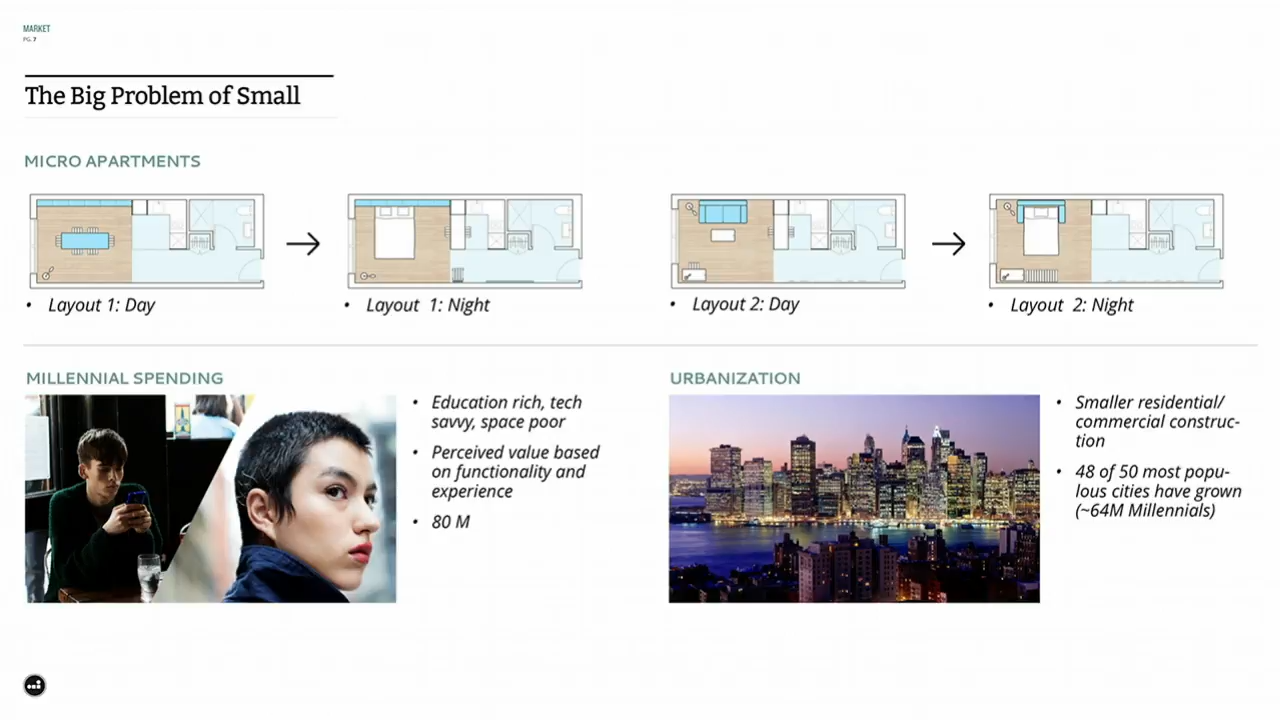 MARKET
PG. 7
The Big Problem of Small
MICRO APARTMENTS
• Layout 1: Day
• Layout 1: Night
• Layout 2: Day
• Layout 2: Night
MILLENNIAL SPENDING
• Education rich, tech
savvy, space poor
• Perceived value based
on functionality and
experience
• 80 M
URBANIZATION
• Smaller residential/
commercial construc-
tion
• 48 of 50 most popu-
lous cities have grown
(~64M Millennials)